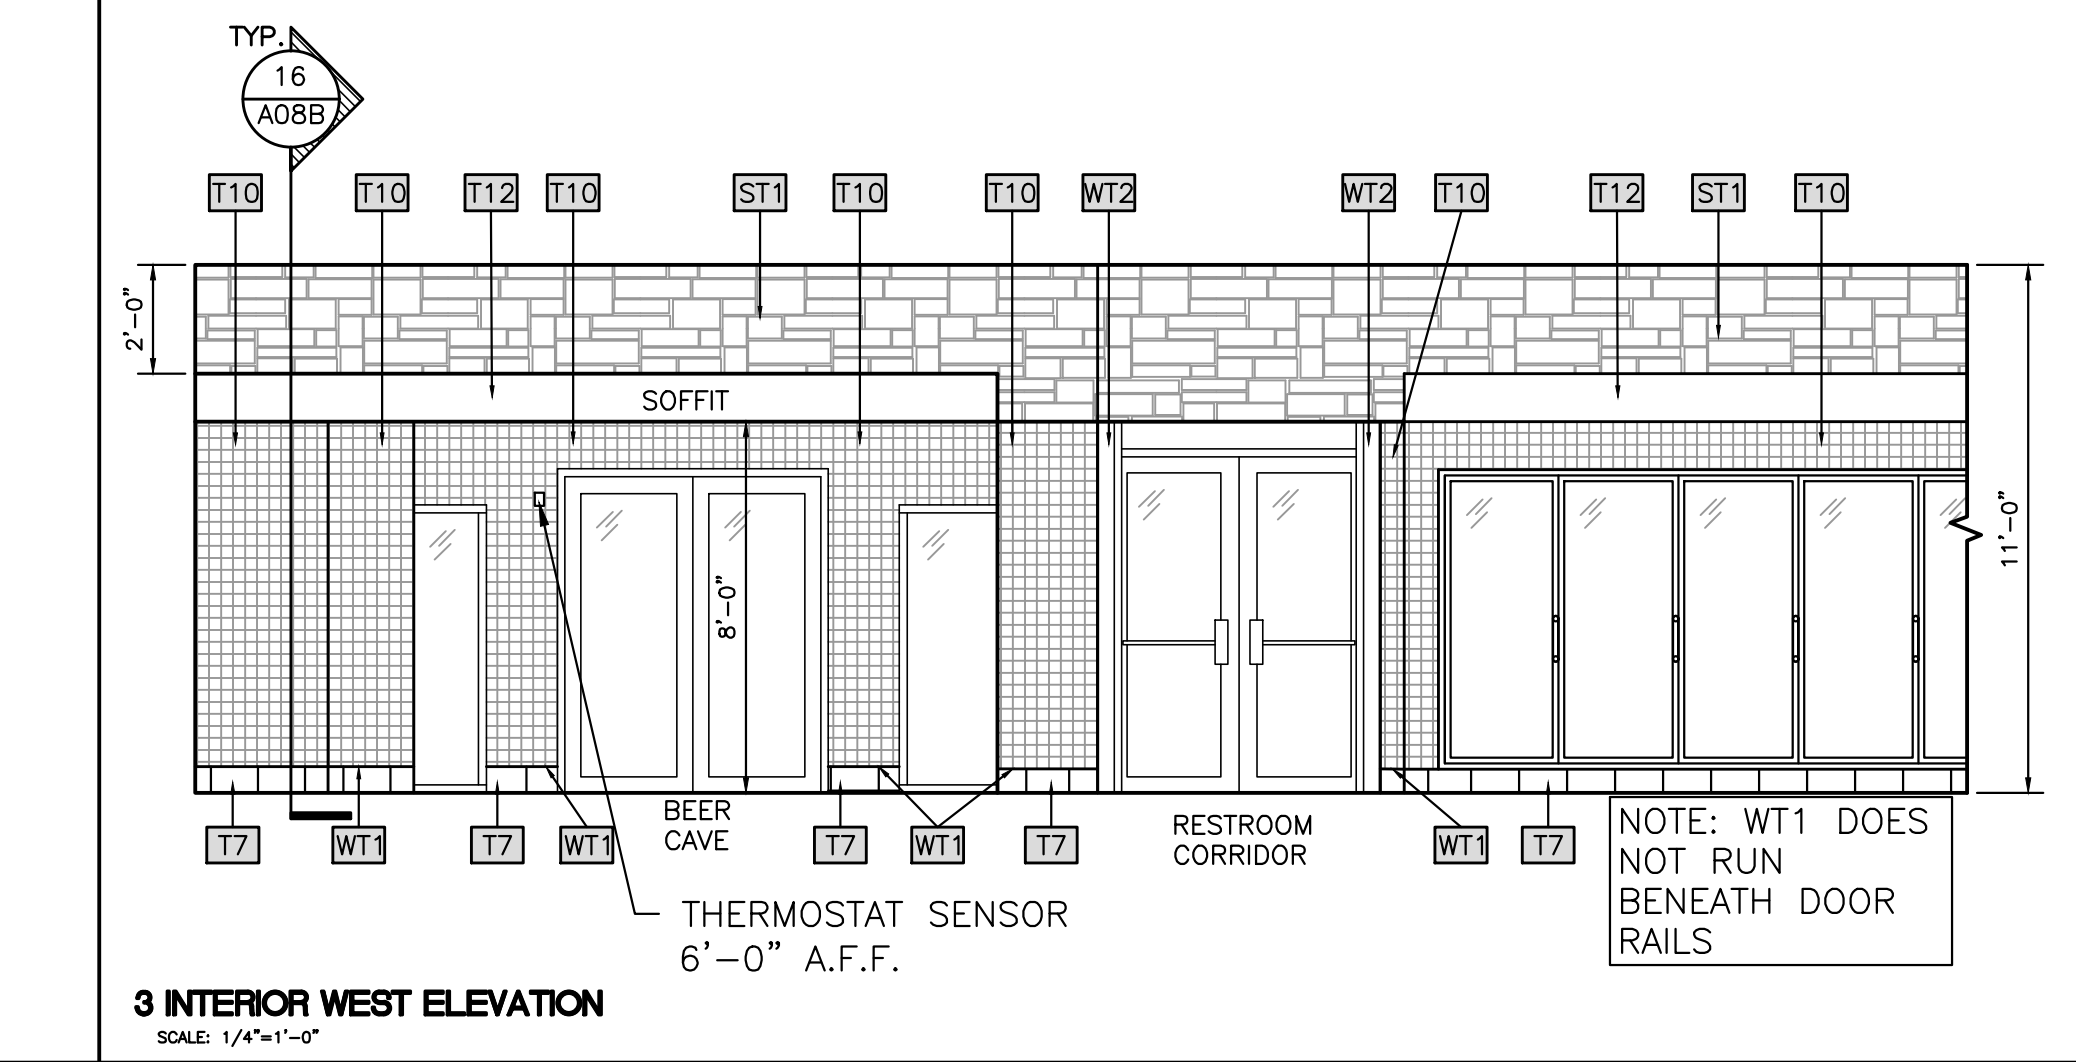 TYP.
16
A08B
T10 T10 T12 T10 ST1 T10 T10 WT2 WT2 T10 T12 ST1 T10
2'-0"
SOFFIT
8'-0"
11'-0"
T7 WT1 T7 WT1 T7 WT1 T7 WT1 T7
BEER
CAVE
RESTROOM
CORRIDOR
NOTE: WT1 DOES
NOT RUN
BENEATH DOOR
RAILS
THERMOSTAT SENSOR
6'-0" A.F.F.
3 INTERIOR WEST ELEVATION
SCALE: 1/4"=1'-0"